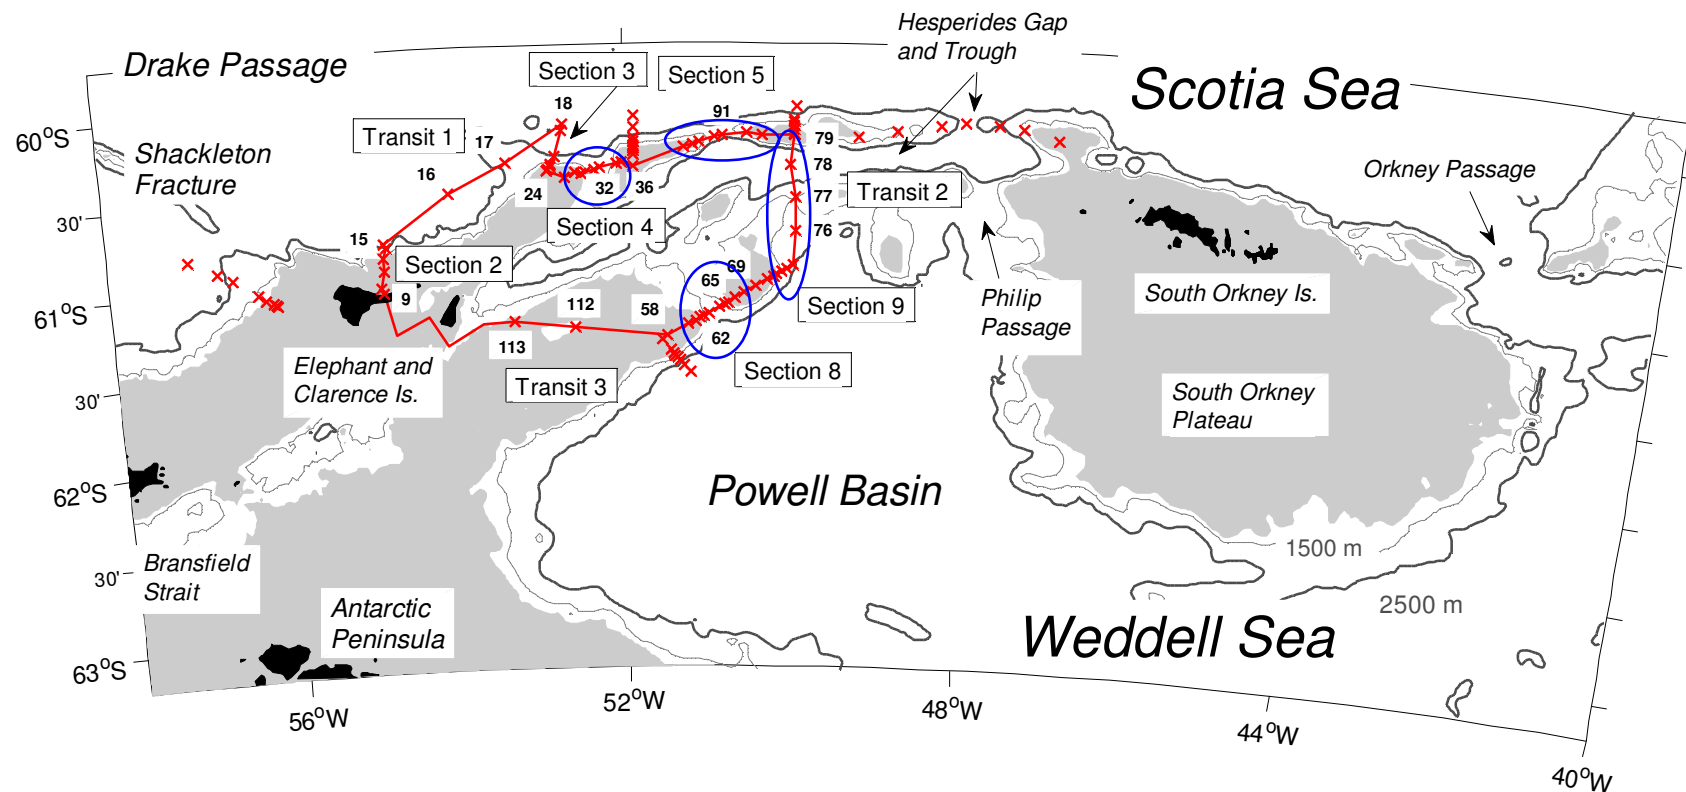 Hesperides Gap
and Trough
Drake Passage
Section 3
Section 5
Scotia Sea
18
91
60°S
Transit 1
17
79
Shackleton
Fracture
16
78
Orkney Passage
24
32
36
77
Transit 2
30'
Section 4
76
15
Section 2
69
65
9
112
58
Philip
Passage
South Orkney Is.
61°S
Section 9
113
62
Elephant and
Clarence Is.
Transit 3
Section 8
30'
South Orkney
Plateau
62°S
Powell Basin
1500 m
Bransfield
Strait
30'
2500 m
Antarctic
Peninsula
Weddell Sea
63°S
56°W
52°W
48°W
44°W
40°W